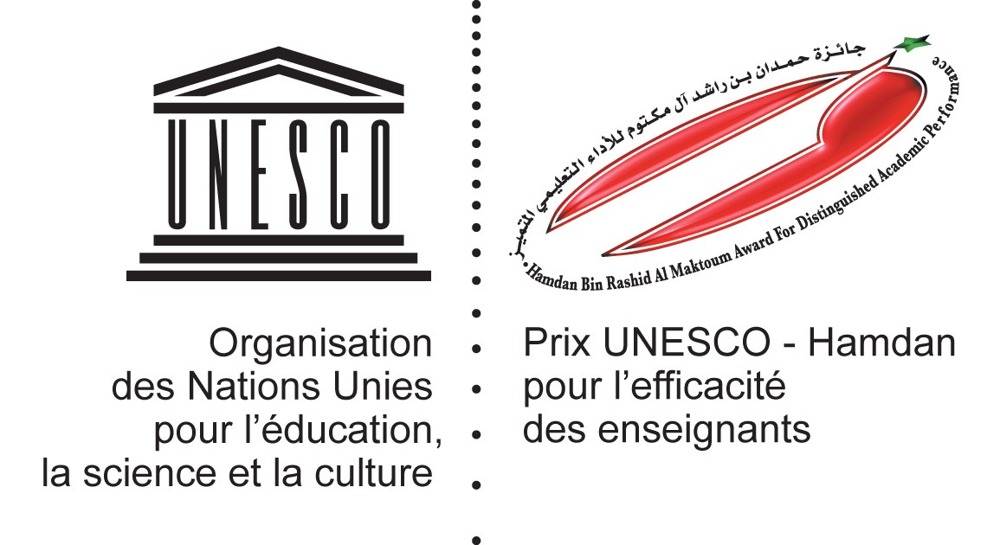 UNESCO
Organisation
des Nations Unies
pour l’éducation,
la science et la culture
جائزة حمدان بن راشد آل مكتوم للأداء التعليمي المتميز
• Hamdan Bin Rashid Al Maktoum Award For Distinguished Academic Performance
Prix UNESCO - Hamdan
pour l’efficacité
des enseignants